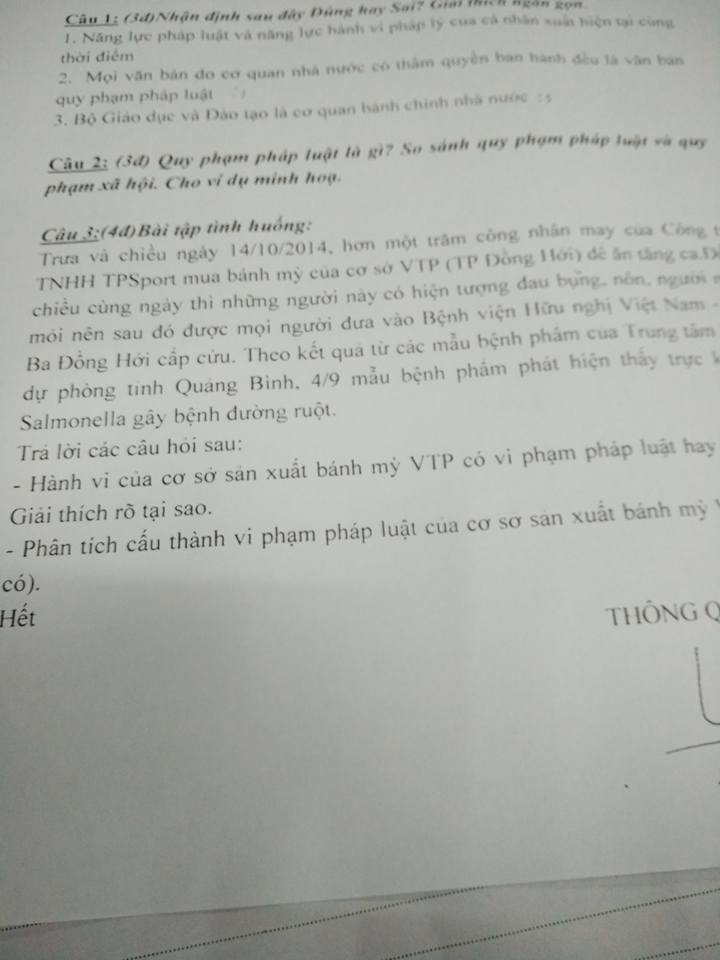 Câu 1: (3đ)Nhận định sau đây Đúng hay Sai? Giải thích ngắn gọn
1. Năng lực pháp luật và năng lực hành vi pháp lý của cá nhân xuất hiện tại cùng
thời điểm
2. Mọi văn bản do cơ quan nhà nước có thẩm quyền ban hành đều là văn bản
quy phạm pháp luật
3. Bộ Giáo dục và Đào tạo là cơ quan hành chính nhà nước
Câu 2: (3đ) Quy phạm pháp luật là gì? So sánh quy phạm pháp luật và quy
phạm xã hội. Cho ví dụ minh hoạ.
Câu 3:(4đ)Bài tập tình huống:
Trưa và chiều ngày 14/10/2014, hơn một trăm công nhân may của Công
TNHH TPSport mua bánh mỳ của cơ sở VTP (TP Đồng Hới) để ăn tăng ca.
chiều cùng ngày thì những người này có hiện tượng đau bụng, nôn, người
mỏi nên sau đó được mọi người đưa vào Bệnh viện Hữu nghị Việt Nam -
Ba Đồng Hới cấp cứu. Theo kết quả từ các mẫu bệnh phẩm của Trung tâm
dự phòng tỉnh Quảng Bình, 4/9 mẫu bệnh phẩm phát hiện thấy trực
Salmonella gây bệnh đường ruột.
Trả lời các câu hỏi sau:
- Hành vi của cơ sở sản xuất bánh mỳ VTP có vi phạm pháp luật hay
Giải thích rõ tại sao.
- Phân tích cấu thành vi phạm pháp luật của cơ sơ sản xuất bánh mỳ
có).
Hết
THÔNG Q